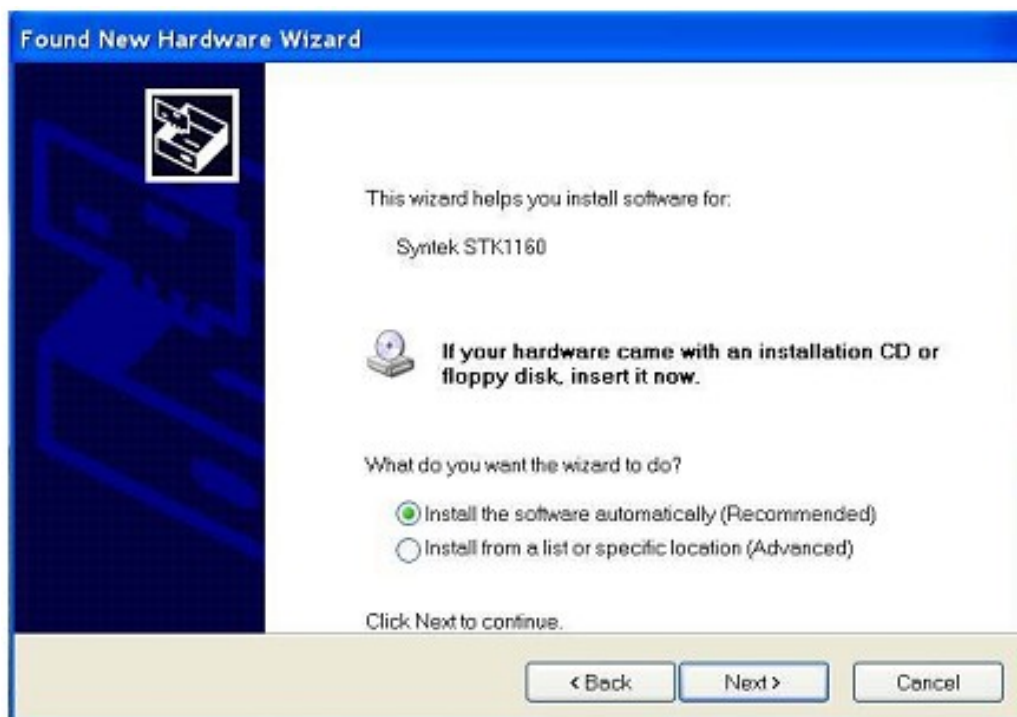 Found New Hardware Wizard
This wizard helps you install software for:
Syntek STK1160
If your hardware came with an installation CD or
floppy disk, insert it now.
What do you want the wizard to do?
Install the software automatically (Recommended)
Install from a list or specific location (Advanced)
Click Next to continue.
< Back Next > Cancel